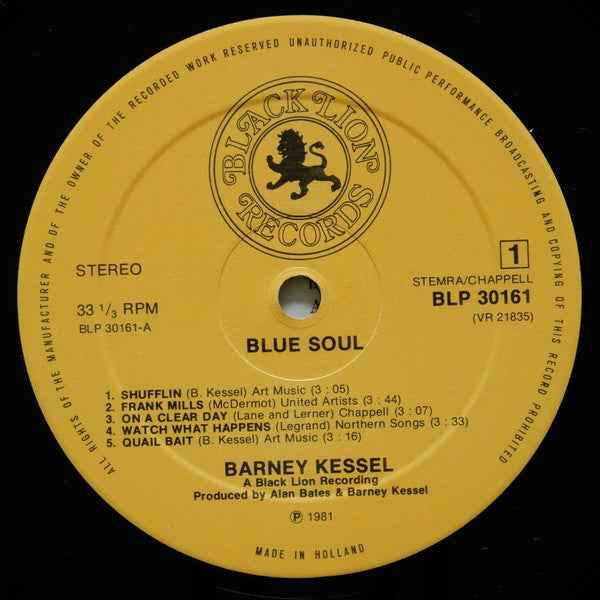 ALL RIGHTS OF THE MANUFACTURER AND OF THE OWNER OF THE RECORDED WORK RESERVED UNAUTHORIZED PUBLIC PERFORMANCE BROADCASTING AND COPYING OF THIS RECORD PROHIBITED
BLACK LION
RECORDS
STEREO
1
33 1/3 RPM
BLP 30161-A
STEMRA/CHAPPELL
BLP 30161
(VR 21835)
BLUE SOUL
1. SHUFFLIN (B. Kessel) Art Music (3 : 05)
2. FRANK MILLS (McDermot) United Artists (3 : 44)
3. ON A CLEAR DAY (Lane and Lerner) Chappell (3 : 07)
4. WATCH WHAT HAPPENS (Legrand) Northern Songs (3 : 33)
5. QUAIL BAIT (B. Kessel) Art Music (3 : 16)
BARNEY KESSEL
A Black Lion Recording
Produced by Alan Bates & Barney Kessel
℗ 1981
MADE IN HOLLAND